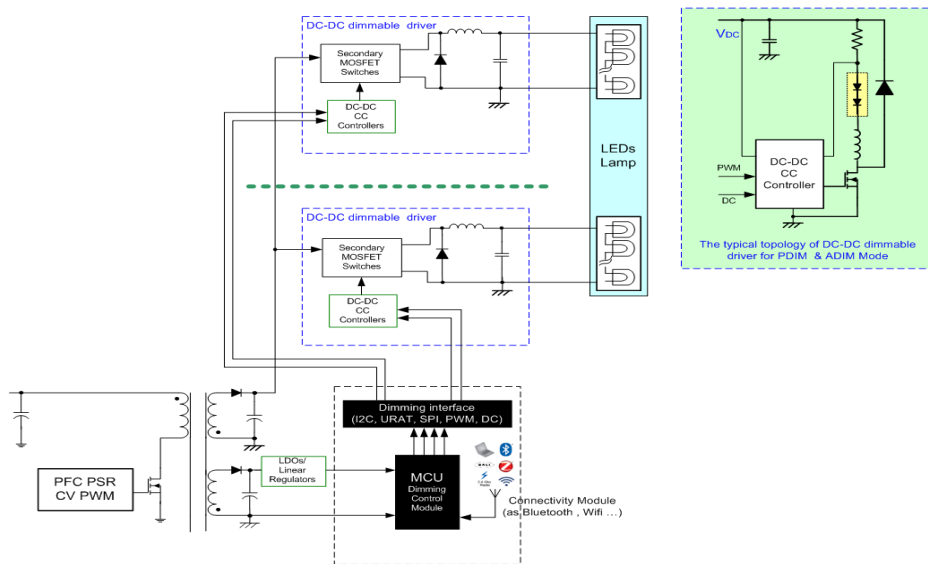 DC-DC dimmable driver
Secondary
MOSFET
Switches
DC-DC
CC
Controllers
LEDs
Lamp
DC-DC dimmable driver
Secondary
MOSFET
Switches
DC-DC
CC
Controllers
VDC
DC-DC
CC
Controller
PWM
DC
The typical topology of DC-DC dimmable
driver for PDIM & ADIM Mode
Dimming interface
(I2C, URAT, SPI, PWM, DC)
LDOs/
Linear
Regulators
MCU
Dimming
Control
Module
PFC PSR
CV PWM
DALI
Connectivity Module
(as Bluetooth , Wifi ...)